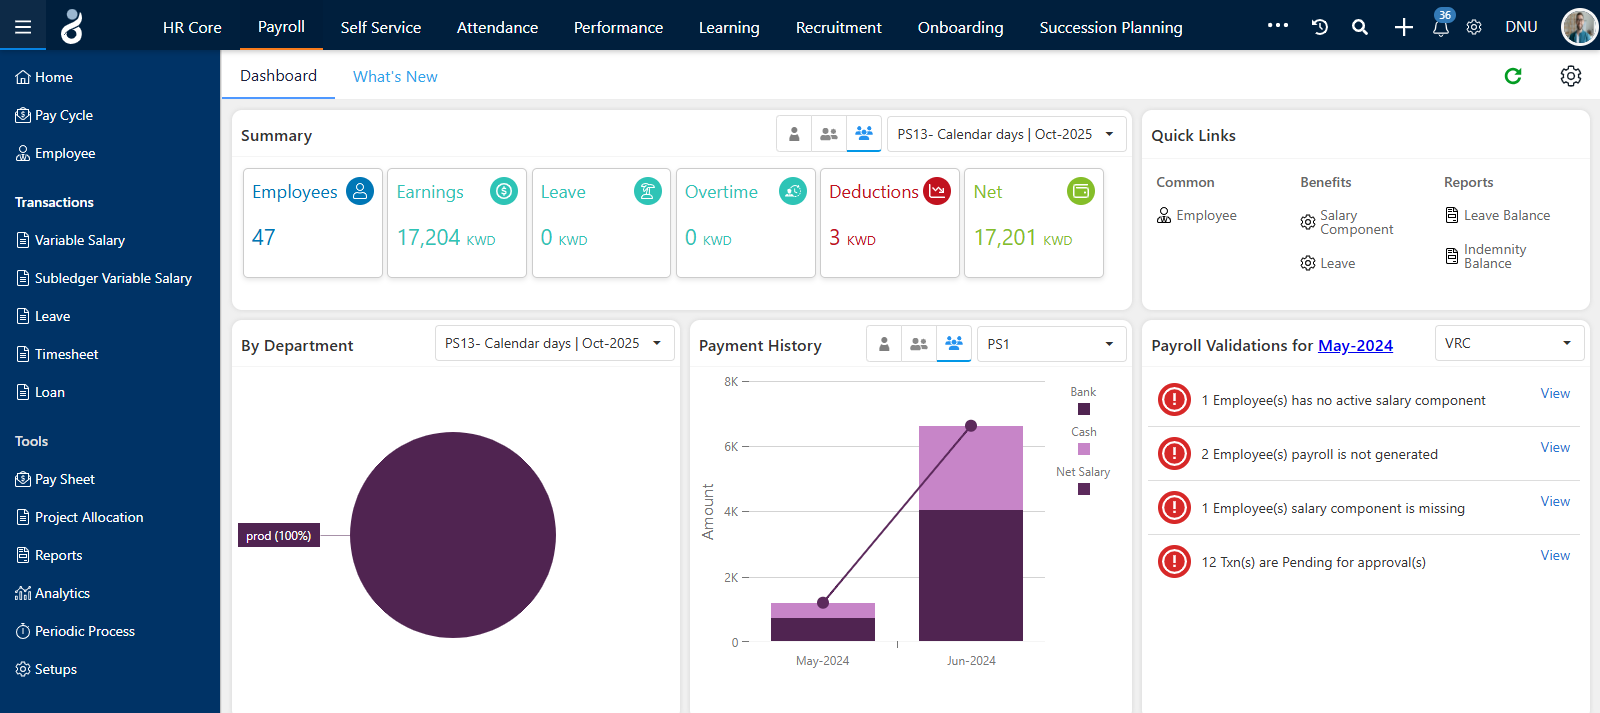 HR Core
Payroll
Self Service
Attendance
Performance
Learning
Recruitment
Onboarding
Succession Planning
36
DNU
Home
Pay Cycle
Employee
Transactions
Variable Salary
Subledger Variable Salary
Leave
Timesheet
Loan
Tools
Pay Sheet
Project Allocation
Reports
Analytics
Periodic Process
Setups
Dashboard
What's New
Summary
PS13- Calendar days | Oct-2025
Employees
47
Earnings
17,204 KWD
Leave
0 KWD
Overtime
0 KWD
Deductions
3 KWD
Net
17,201 KWD
Quick Links
Common
Employee
Benefits
Salary
Component
Leave
Reports
Leave Balance
Indemnity
Balance
By Department
PS13- Calendar days | Oct-2025
prod (100%)
Payment History
PS1
8K
6K
4K
2K
0
Amount
May-2024
Jun-2024
Bank
Cash
Net Salary
Payroll Validations for May-2024
VRC
1 Employee(s) has no active salary component
View
2 Employee(s) payroll is not generated
View
1 Employee(s) salary component is missing
View
12 Txn(s) are Pending for approval(s)
View